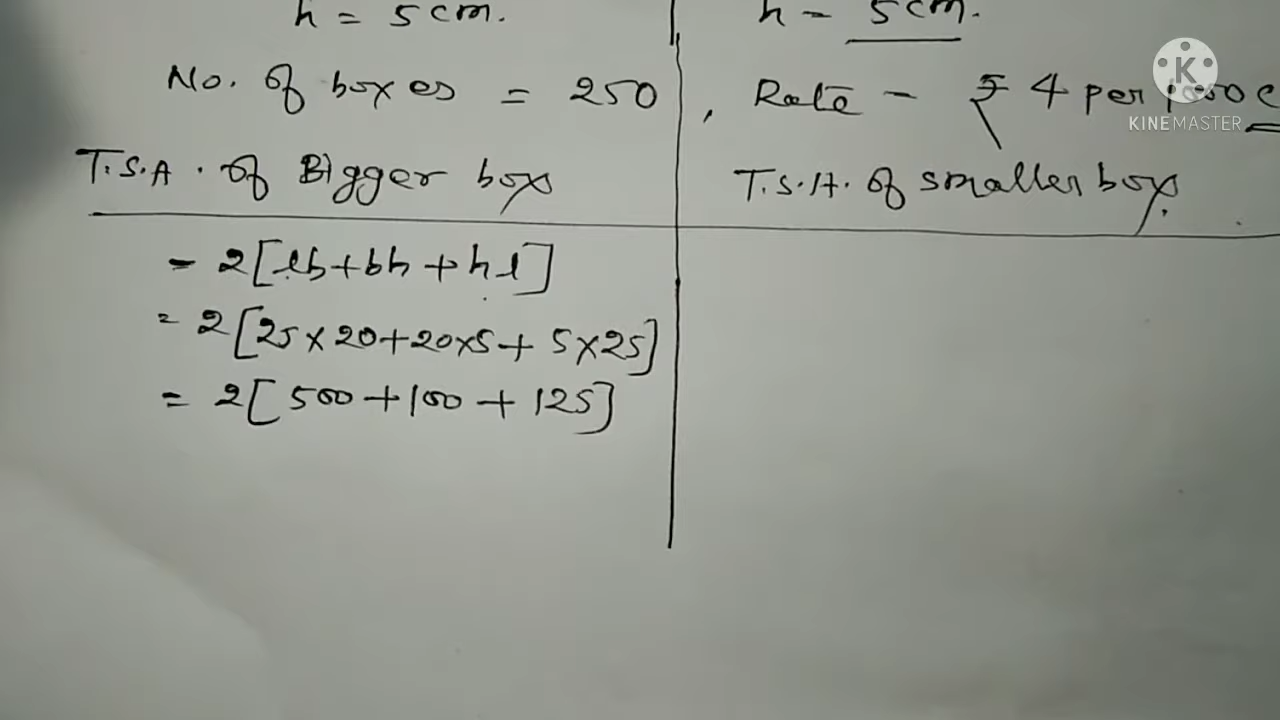 h = 5cm.
h - 5cm.
No. of boxes = 250, Rate - ₹ 4 per 1000 c
T.S.A. of Bigger box
- 2[lb+bh+hl]
= 2[25×20+20×5+ 5×25]
= 2[500+100+125]
T.S.A. of smaller box.
K
KINEMASTER